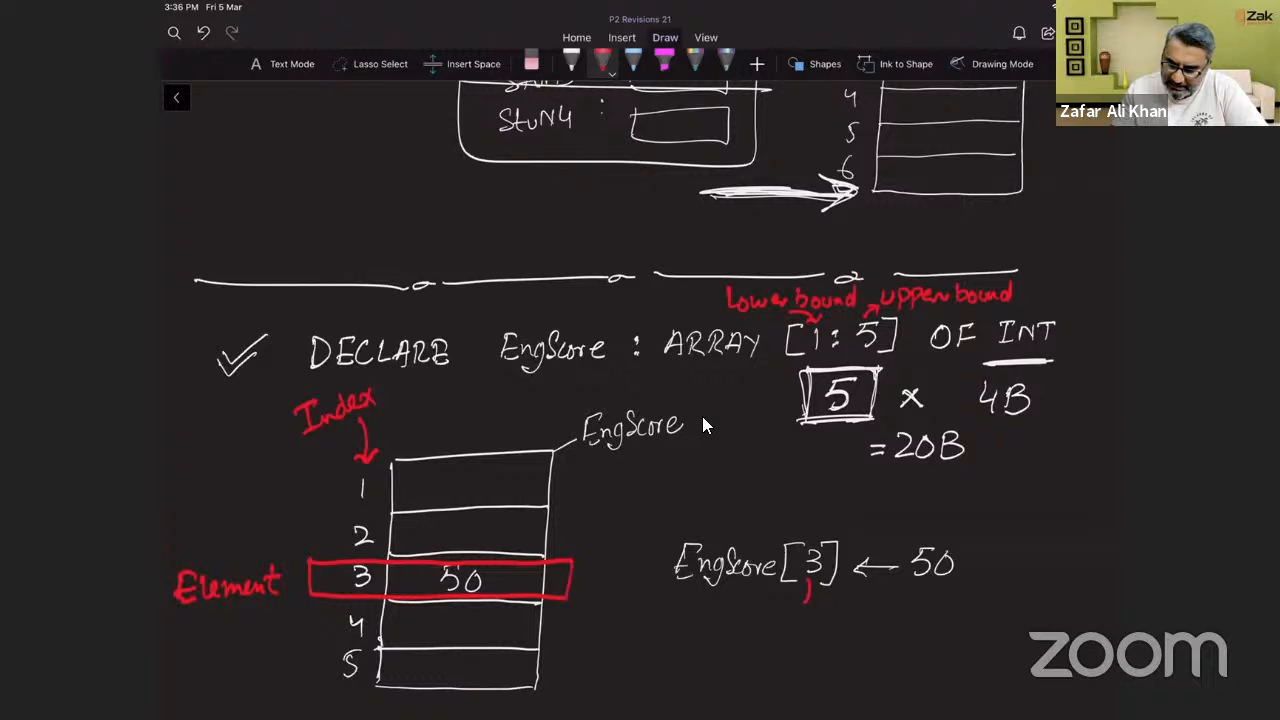 3:36 PM Fri 5 Mar
P2 Revisions 21
Zak
Home Insert Draw View
Text Mode Lasso Select Insert Space Shapes Ink to Shape Drawing Mode
Zafar Ali Khan
StuN4 :
4
5
6
Lower bound upper bound
DECLARE EngScore : ARRAY [1:5] OF INT
5 × 4B
= 20B
Index
EngScore
1
2
Element 3 50
EngScore[3] ← 50
4
5
zoom